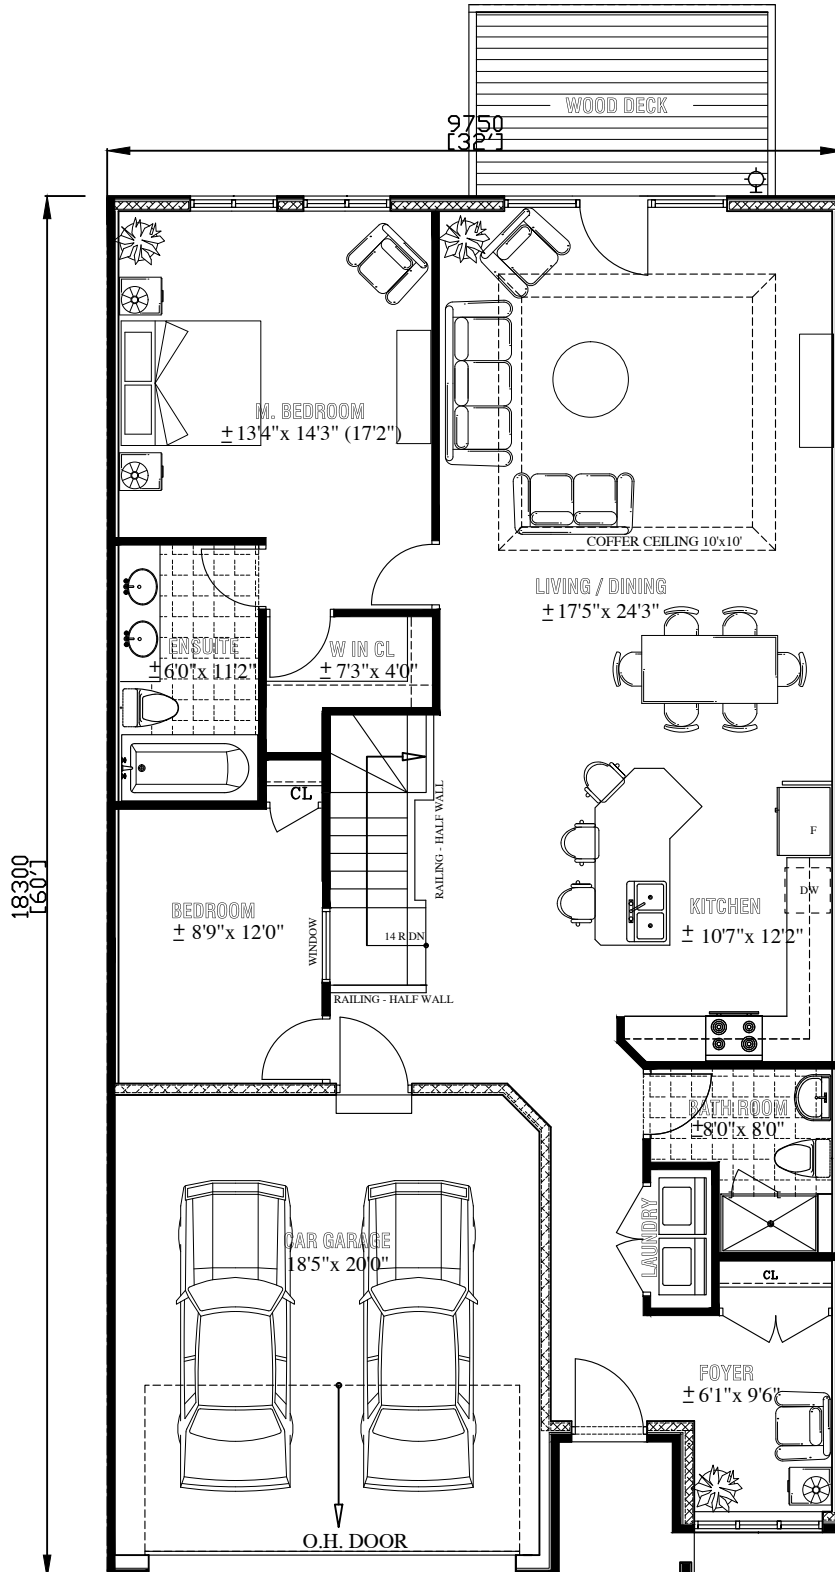 WOOD DECK
9750
[32']
M. BEDROOM
± 13'4"x 14'3" (17'2")
COFFER CEILING 10'x10'
LIVING / DINING
± 17'5"x 24'3"
ENSUITE
± 6'0"x 11'2"
W IN CL
± 7'3"x 4'0"
CL
RAILING - HALF WALL
F
DW
18300
[60']
BEDROOM
± 8'9"x 12'0"
WINDOW
14 R DN
KITCHEN
± 10'7"x 12'2"
RAILING - HALF WALL
BATH ROOM
±8'0"x 8'0"
LAUNDRY
CAR GARAGE
18'5"x 20'0"
CL
FOYER
± 6'1"x 9'6"
O.H. DOOR